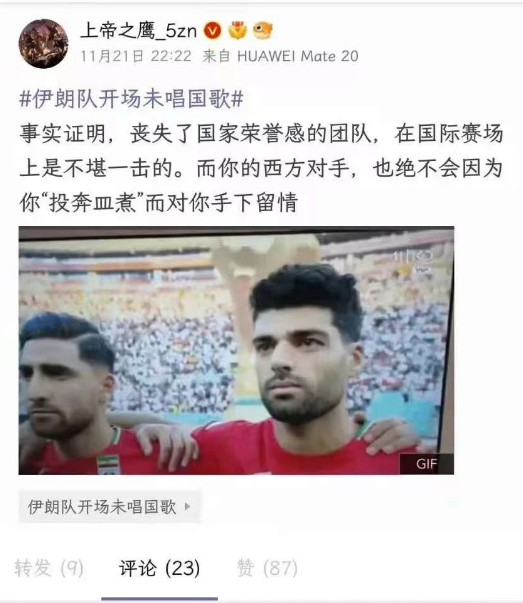 上帝之鹰_5zn
11月21日 22:22 来自 HUAWEI Mate 20
#伊朗队开场未唱国歌#
事实证明，丧失了国家荣誉感的团队，在国际赛场
上是不堪一击的。而你的西方对手，也绝不会因为
你“投奔皿煮”而对你手下留情
GIF
伊朗队开场未唱国歌
转发 (9) 评论 (23) 赞 (87)